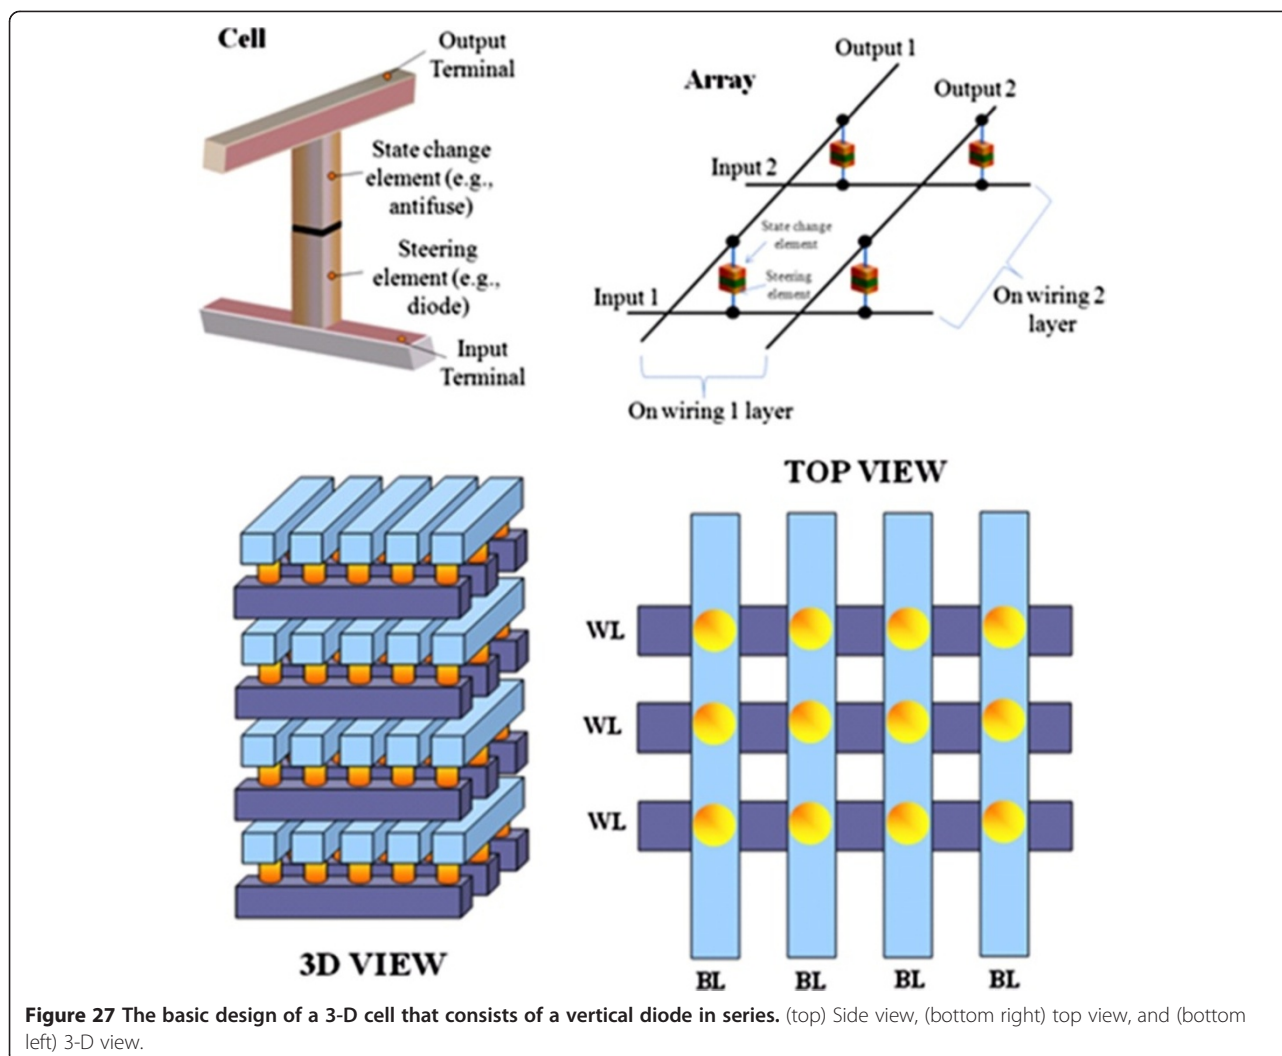 Cell
Output
Terminal
State change
element (e.g.,
antifuse)
Steering
element (e.g.,
diode)
Input
Terminal
Array
Output 1
Output 2
Input 2
State change
element
Steering
element
Input 1
On wiring 2
layer
On wiring 1 layer
3D VIEW
TOP VIEW
WL
WL
WL
BL BL BL BL
Figure 27 The basic design of a 3-D cell that consists of a vertical diode in series. (top) Side view, (bottom right) top view, and (bottom
left) 3-D view.